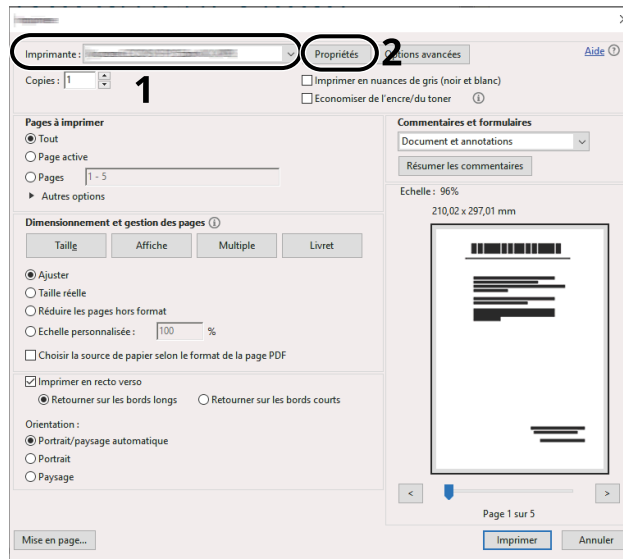 Imprimante :
Propriétés
2
Options avancées
Aide
Copies : 1
1
Imprimer en nuances de gris (noir et blanc)
Economiser de l'encre/du toner
Pages à imprimer
Tout
Page active
Pages 1 - 5
Autres options
Commentaires et formulaires
Document et annotations
Résumer les commentaires
Echelle : 96%
210,02 x 297,01 mm
Dimensionnement et gestion des pages
Taille Affiche Multiple Livret
Ajuster
Taille réelle
Réduire les pages hors format
Echelle personnalisée : 100 %
Choisir la source de papier selon le format de la page PDF
Imprimer en recto verso
Retourner sur les bords longs Retourner sur les bords courts
Orientation :
Portrait/paysage automatique
Portrait
Paysage
< >
Page 1 sur 5
Mise en page...
Imprimer
Annuler